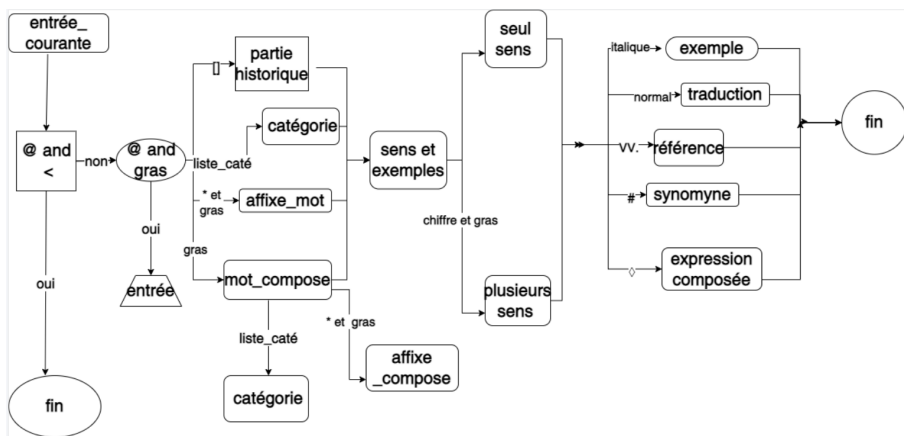 entrée_
courante
@ and
<
non
@ and
gras
oui
entrée
oui
fin
[]
partie
historique
liste_caté
catégorie
* et
gras
affixe_mot
gras
mot_compose
liste_caté
catégorie
* et gras
affixe
_compose
sens et
exemples
seul
sens
chiffre et gras
plusieurs
sens
italique
exemple
normal
traduction
VV.
référence
#
synomyne
◊
expression
composée
fin